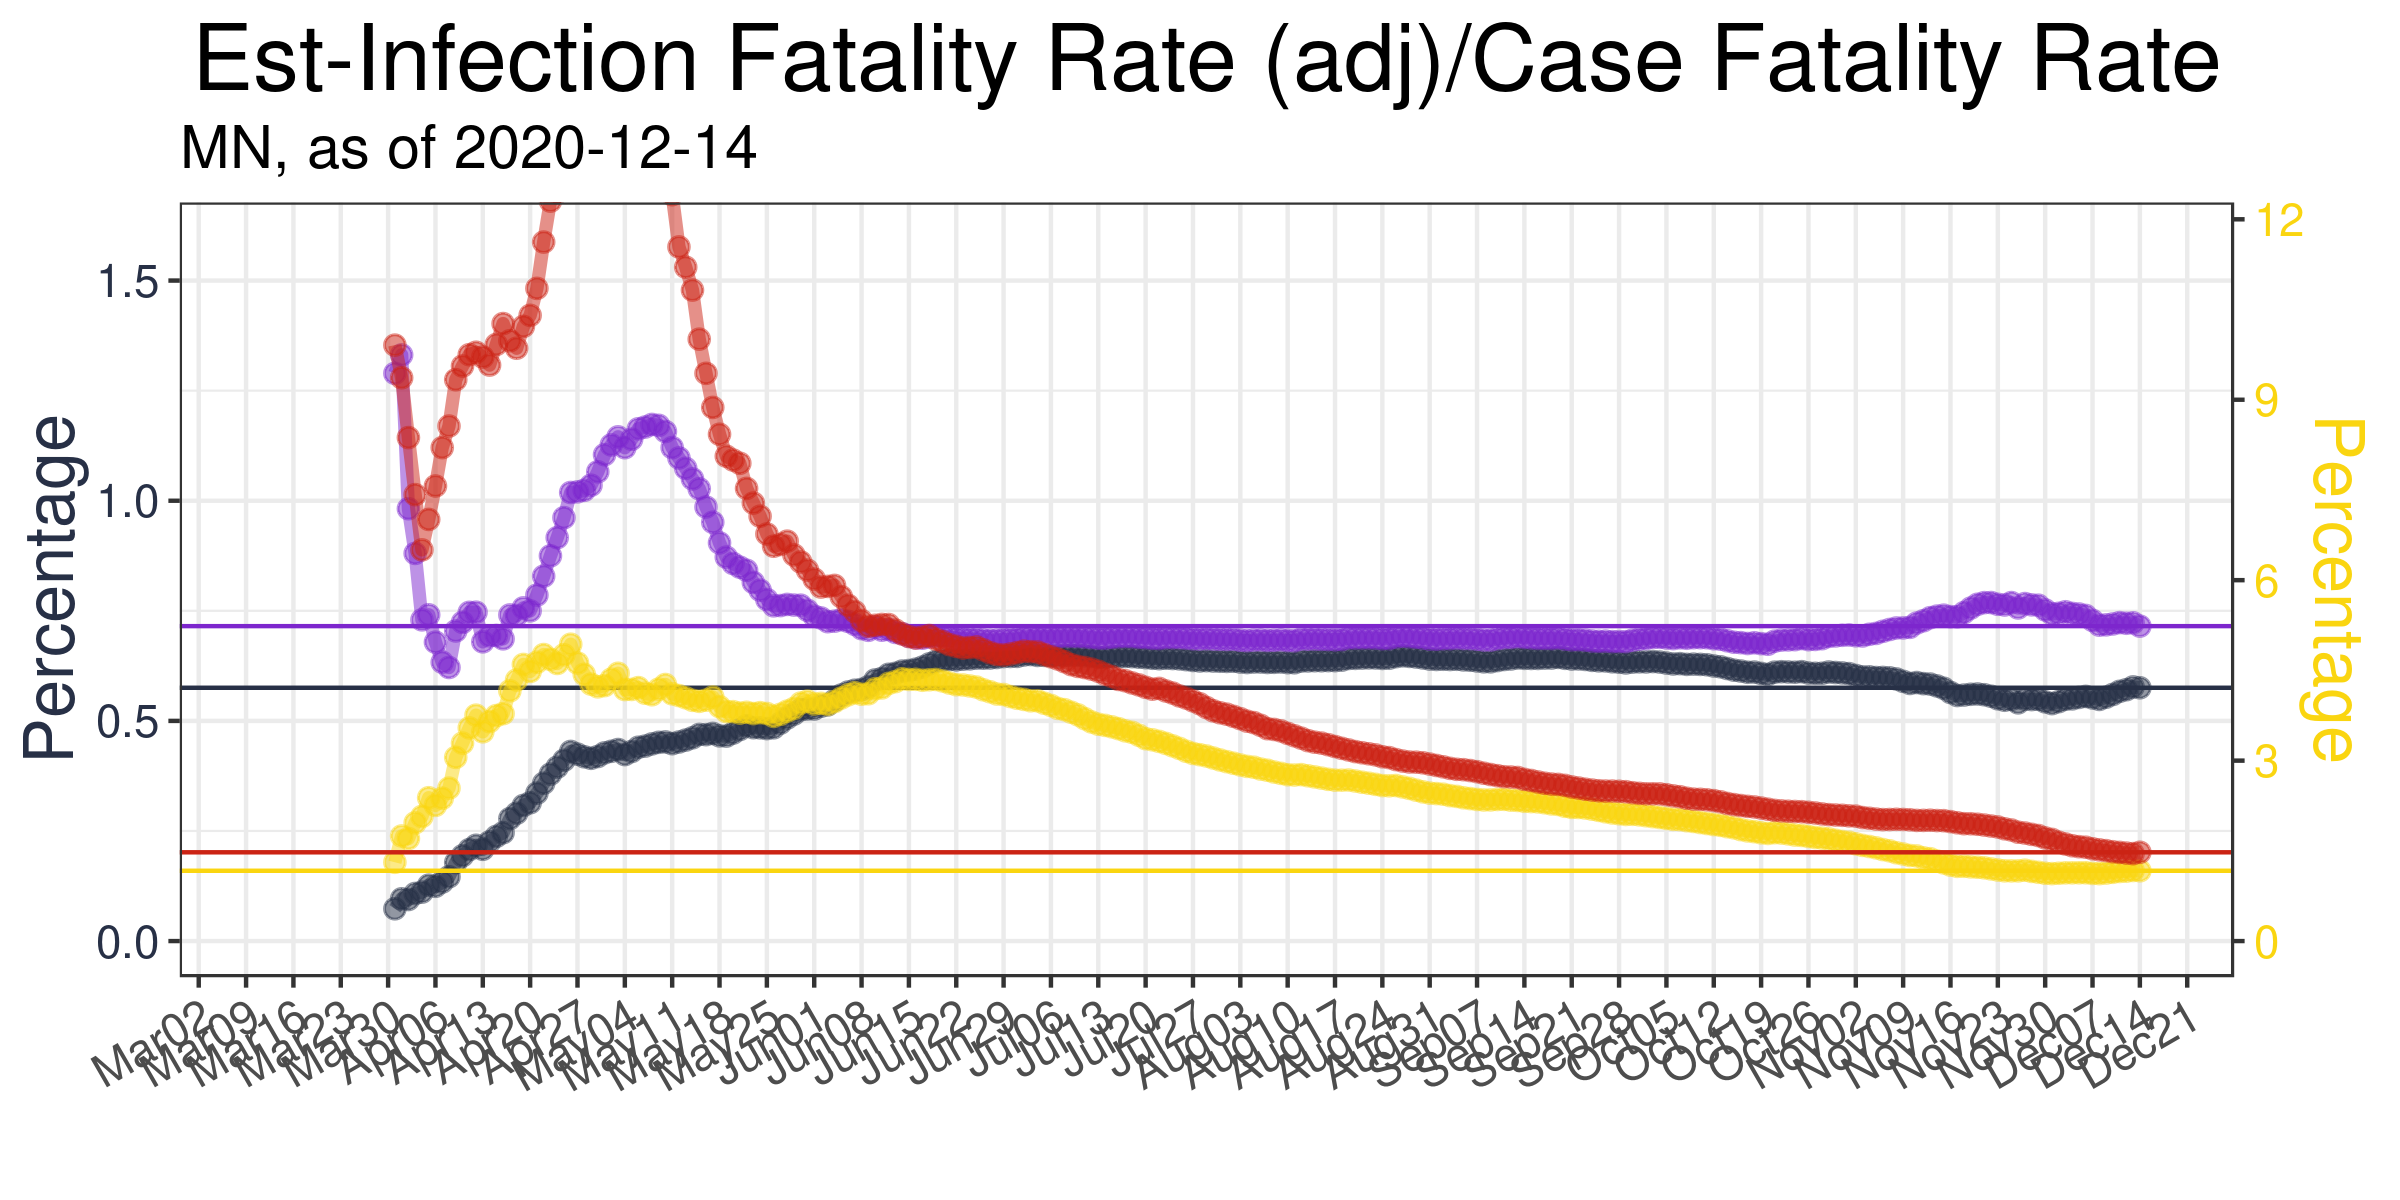 Est-Infection Fatality Rate (adj)/Case Fatality Rate
MN, as of 2020-12-14
Percentage
1.5
1.0
0.5
0.0
12
9
6
3
0
Percentage
Mar02
Mar09
Mar16
Mar23
Mar30
Apr06
Apr13
Apr20
Apr27
May04
May11
May18
May25
Jun01
Jun08
Jun15
Jun22
Jun29
Jul06
Jul13
Jul20
Jul27
Aug03
Aug10
Aug17
Aug24
Aug31
Sep07
Sep14
Sep21
Sep28
Oct05
Oct12
Oct19
Oct26
Nov02
Nov09
Nov16
Nov23
Nov30
Dec07
Dec14
Dec21